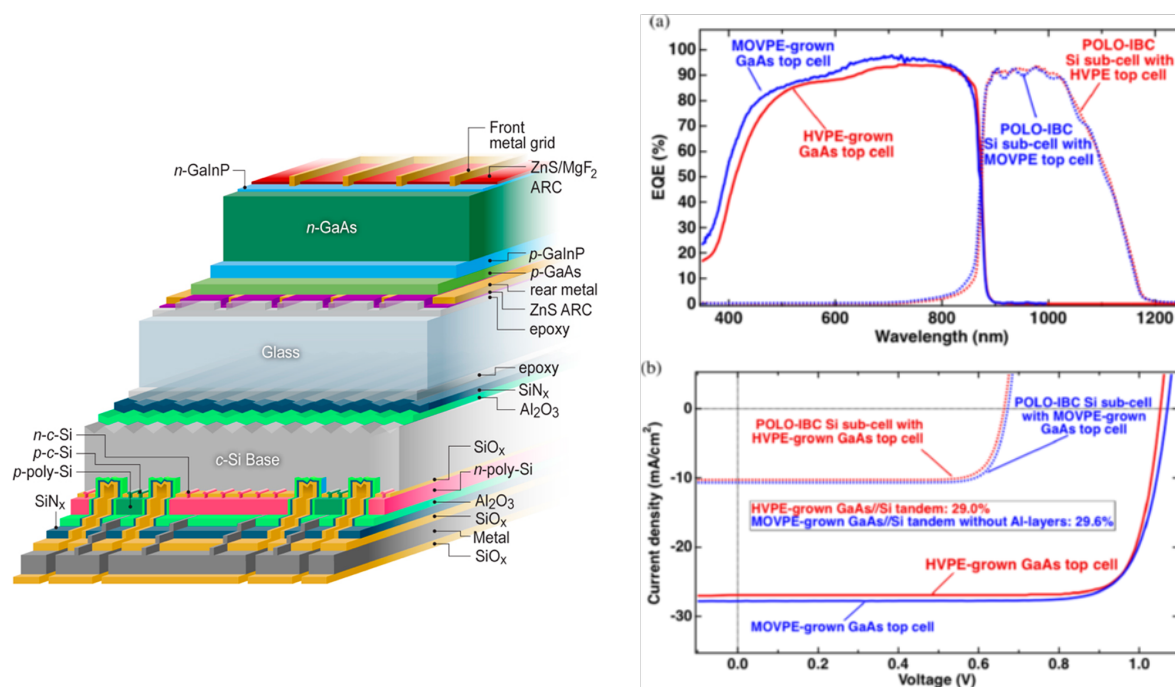 Front
metal grid
n-GaInP
ZnS/MgF₂
ARC
n-GaAs
p-GaInP
p-GaAs
rear metal
ZnS ARC
epoxy
Glass
epoxy
SiNₓ
Al₂O₃
n-c-Si
p-c-Si
p-poly-Si
c-Si Base
SiOₓ
n-poly-Si
SiNₓ
Al₂O₃
SiOₓ
Metal
SiOₓ
(a)
100
90
80
70
60
50
40
30
20
10
0
EQE (%)
MOVPE-grown
GaAs top cell
HVPE-grown
GaAs top cell
POLO-IBC
Si sub-cell with
HVPE top cell
POLO-IBC
Si sub-cell with
MOVPE top cell
400
600
800
1000
1200
Wavelength (nm)
(b)
0
-10
-20
-30
Current density (mA/cm²)
POLO-IBC Si sub-cell with
HVPE-grown GaAs top cell
POLO-IBC Si sub-cell
with MOVPE-grown
GaAs top cell
HVPE-grown GaAs//Si tandem: 29.0%
MOVPE-grown GaAs//Si tandem without Al-layers: 29.6%
HVPE-grown GaAs top cell
MOVPE-grown GaAs top cell
0.0
0.2
0.4
0.6
0.8
1.0
Voltage (V)